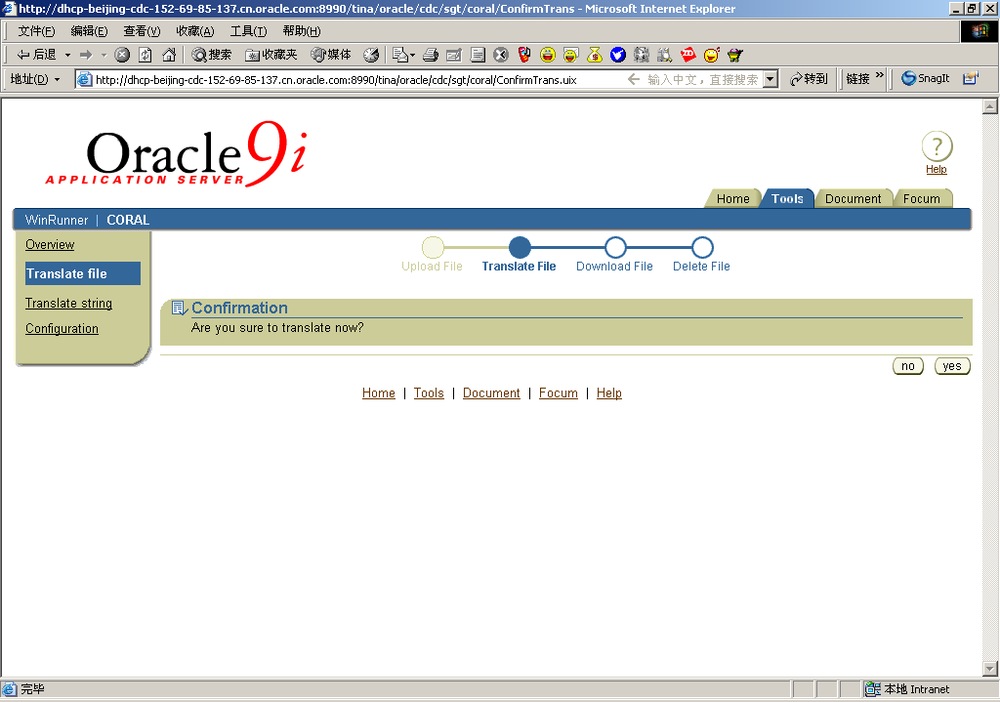 http://dhcp-beijing-cdc-152-69-85-137.cn.oracle.com:8990/tina/oracle/cdc/sgt/coral/ConfirmTrans - Microsoft Internet Explorer
文件(F) 编辑(E) 查看(V) 收藏(A) 工具(T) 帮助(H)
后退 搜索 收藏夹 媒体
地址(D) http://dhcp-beijing-cdc-152-69-85-137.cn.oracle.com:8990/tina/oracle/cdc/sgt/coral/ConfirmTrans.uix 输入中文，直接搜索 转到 链接 » SnagIt
Oracle9i
APPLICATION SERVER
?
Help
Home Tools Document Focum
WinRunner | CORAL
Overview
Translate file
Translate string
Configuration
Upload File Translate File Download File Delete File
Confirmation
Are you sure to translate now?
no yes
Home | Tools | Document | Focum | Help
完毕 本地 Intranet